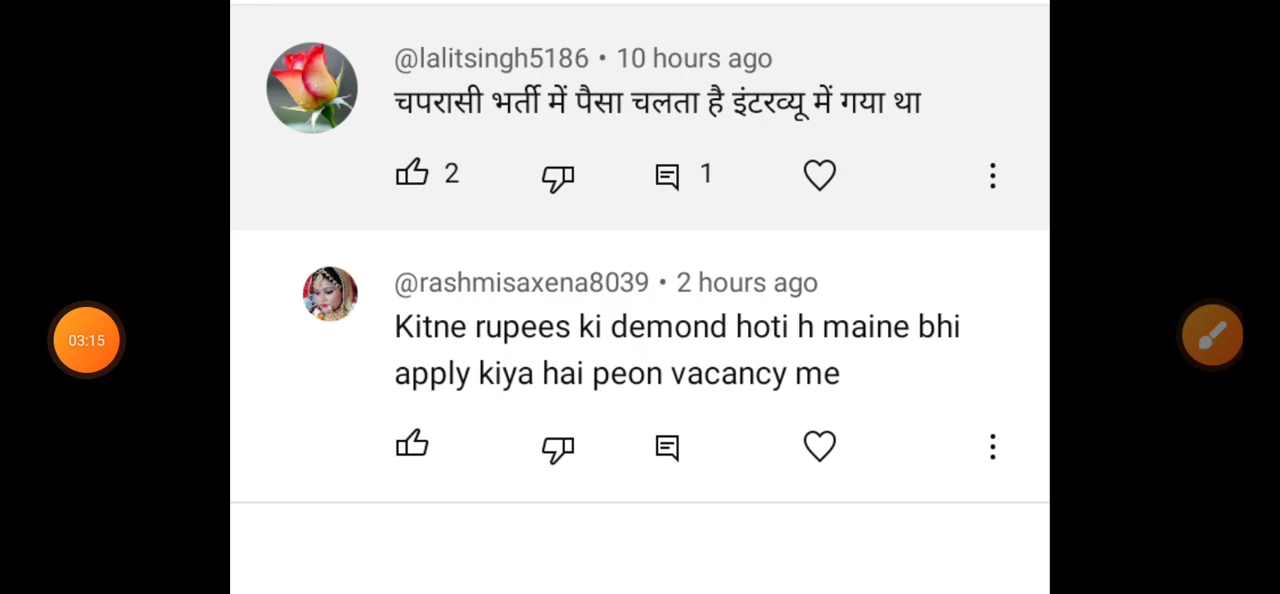 @lalitsingh5186 • 10 hours ago
चपरासी भर्ती में पैसा चलता है इंटरव्यू में गया था
2 1
@rashmisaxena8039 • 2 hours ago
03:15
Kitne rupees ki demond hoti h maine bhi
apply kiya hai peon vacancy me